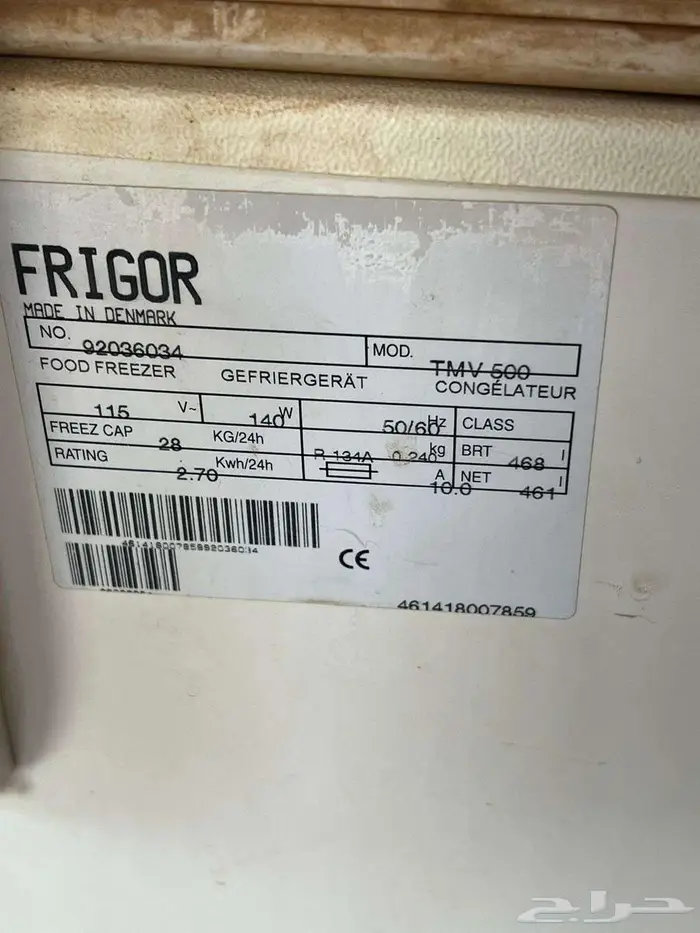 FRIGOR
MADE IN DENMARK
NO. 92036034 MOD. TMV 500
FOOD FREEZER GEFRIERGERÄT CONGÉLATEUR
115 V~ 140 W 50/60 Hz CLASS
FREEZ CAP 28 KG/24h R 134A 0.240 kg BRT 468 l
RATING 2.70 Kwh/24h 10.0 A NET 461 l
46141800785992036034
CE
461418007859
حراج